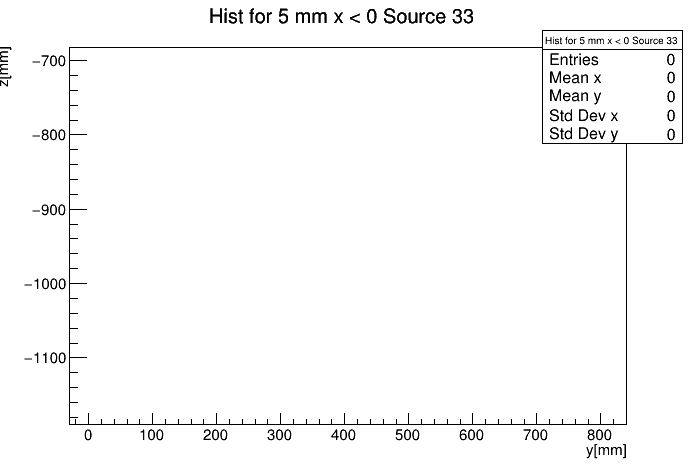 Hist for 5 mm x < 0 Source 33
Hist for 5 mm x < 0 Source 33
Entries 0
Mean x 0
Mean y 0
Std Dev x 0
Std Dev y 0
z[mm]
−700
−800
−900
−1000
−1100
0 100 200 300 400 500 600 700 800
y[mm]